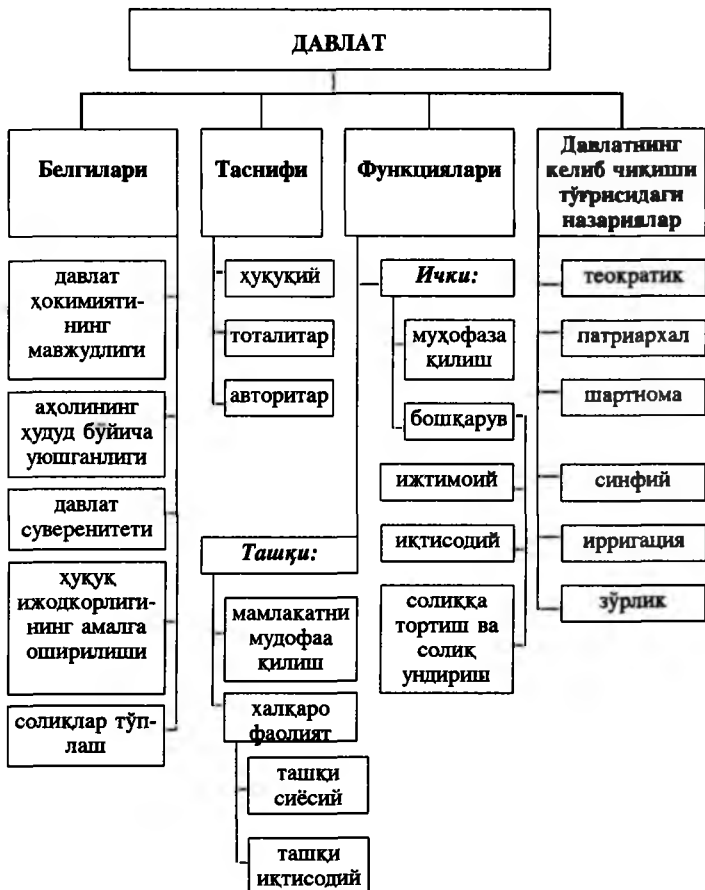 ДАВЛАТ
Белгилари
давлат
ҳокимияти-
нинг
мавжудлиги
аҳолининг
ҳудуд буйича
уюшганлиги
давлат
суверенитети
ҳуқуқ
ижодкорлиги-
нинг амалга
оширилиши
солиқлар тўп-
лаш
Таснифи
ҳуқуқий
тоталитар
авторитар
Функциялари
Ички:
муҳофаза
қилиш
бошқарув
ижтимоий
иқтисодий
солиққа
тортиш ва
солиқ
ундириш
Ташқи:
мамлакатни
мудофаа
қилиш
халқаро
фаолият
ташқи
сиёсий
ташқи
иқтисодий
Давлатнинг
келиб чиқиши
тўғрисидаги
назариялар
теократик
патриархал
шартнома
синфий
ирригация
зўрлик